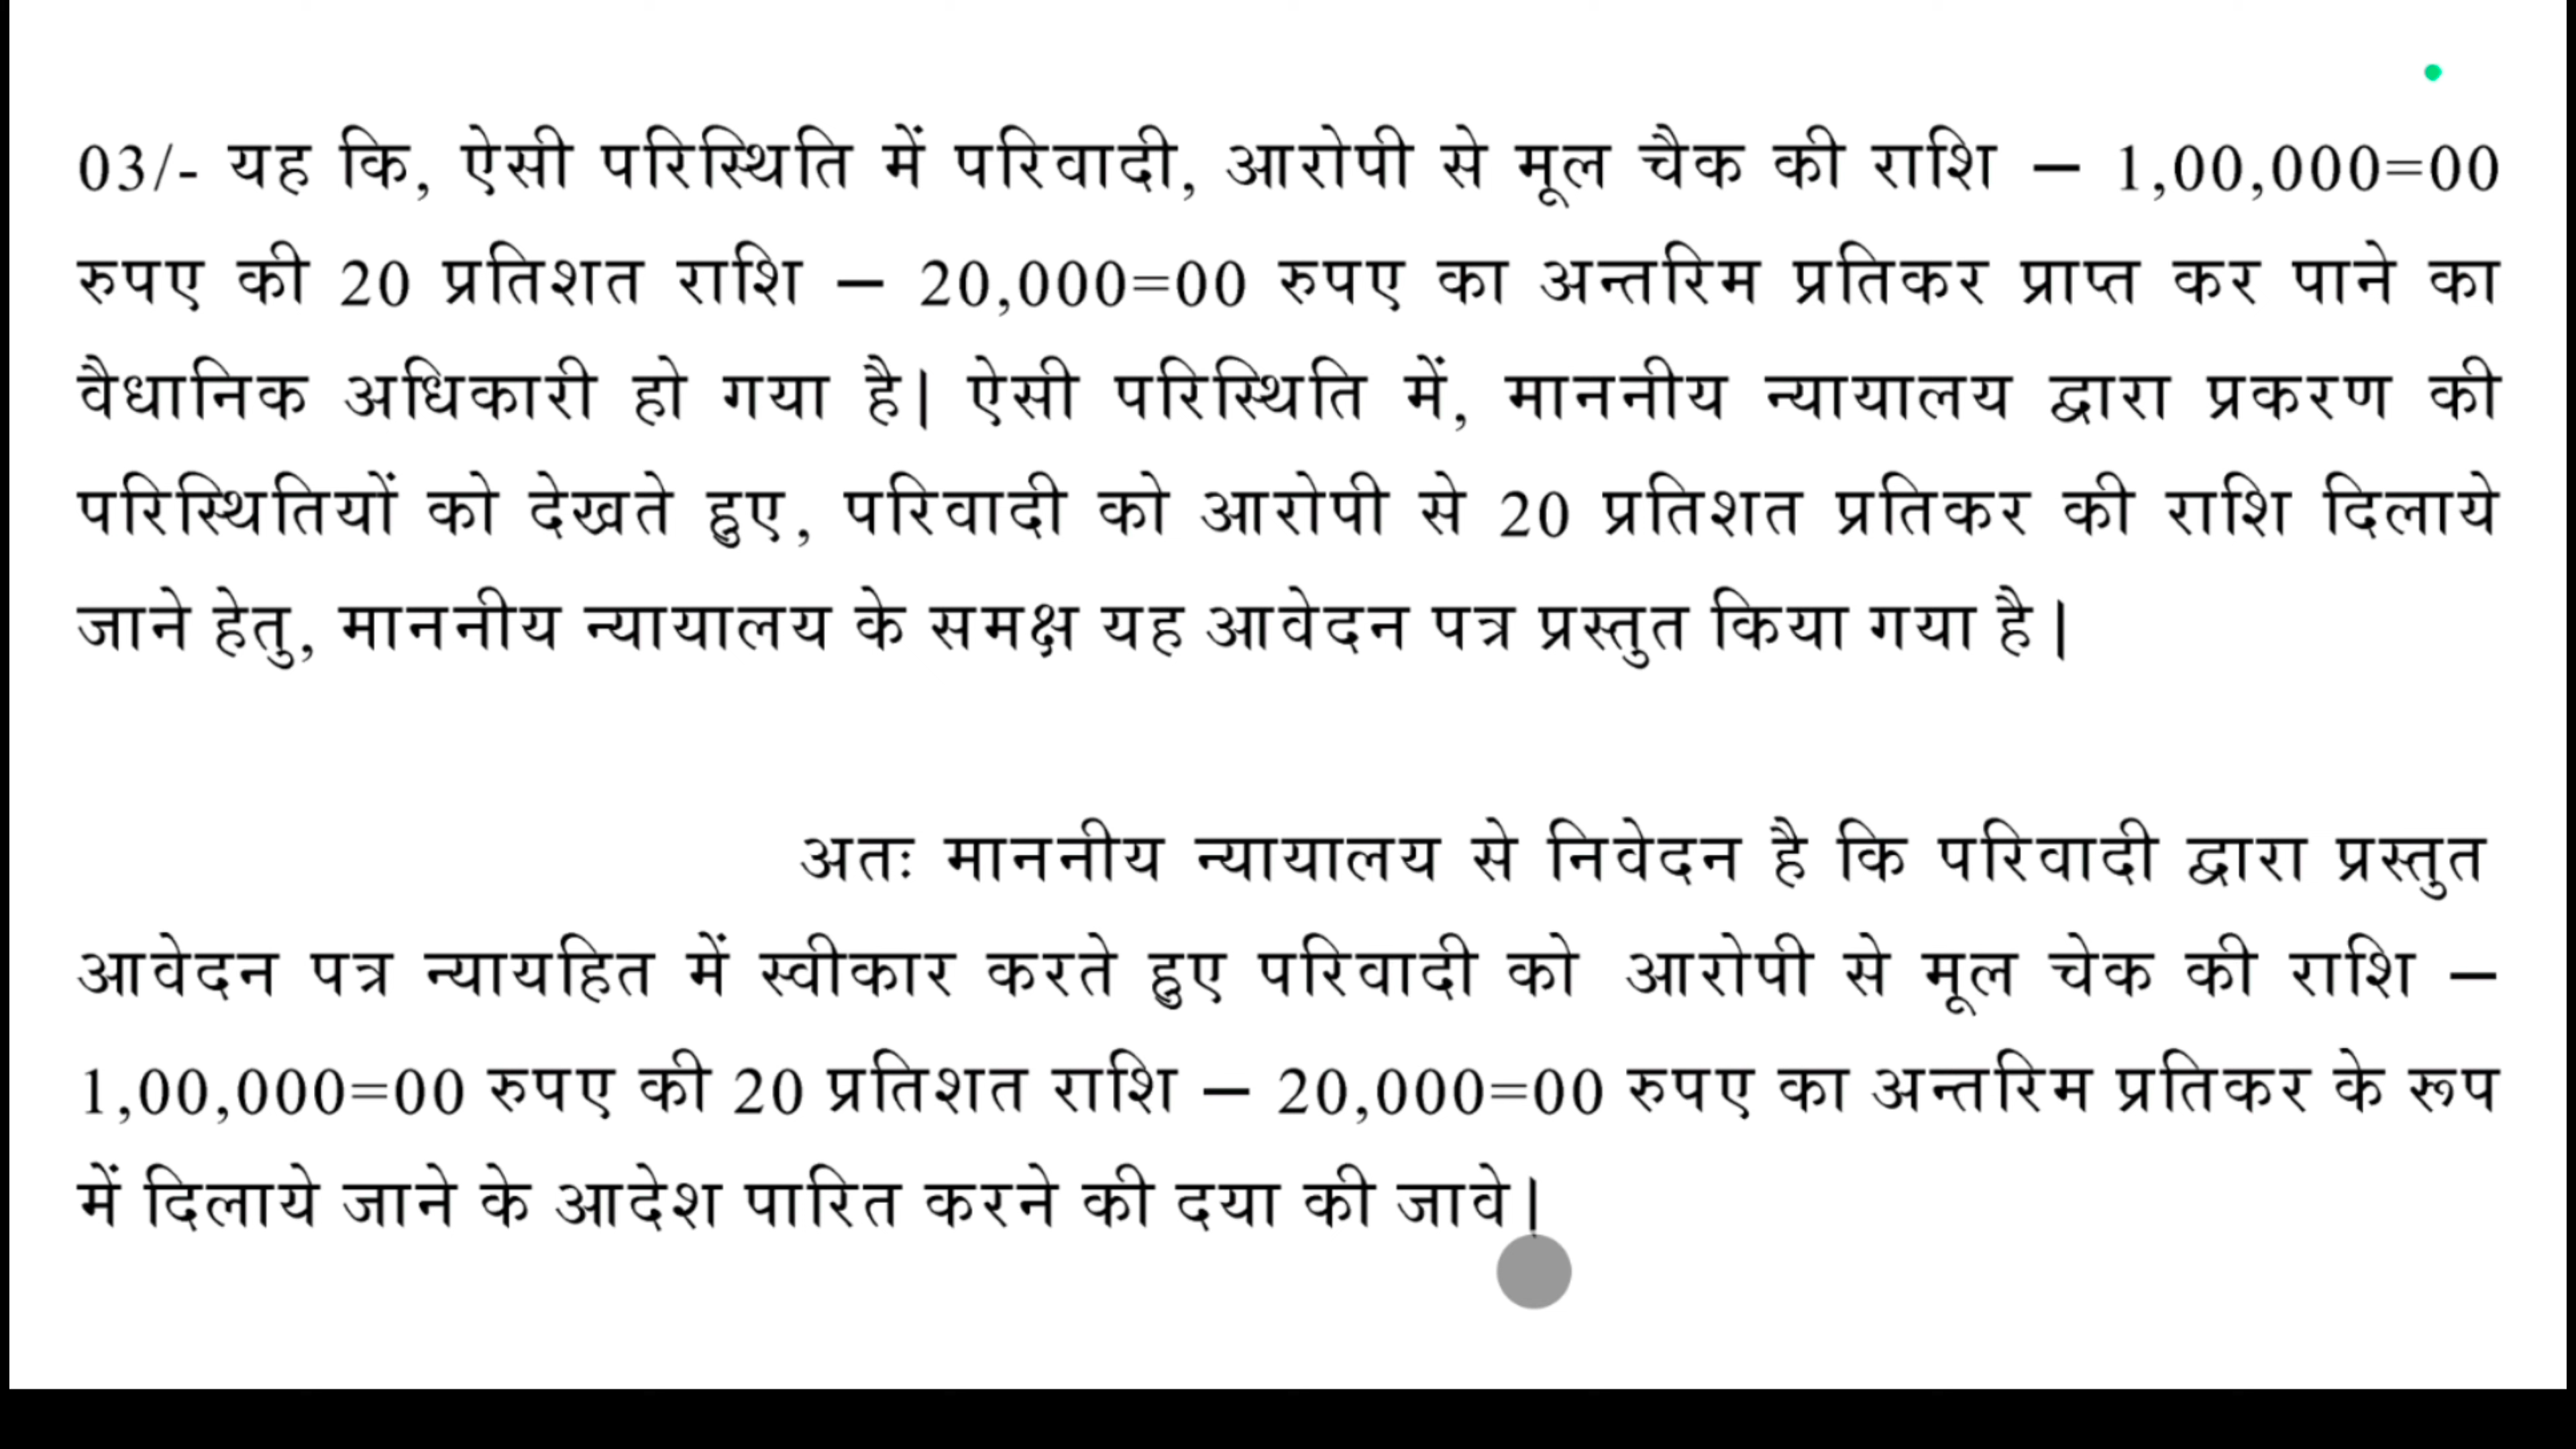 03/- यह कि, ऐसी परिस्थिति में परिवादी, आरोपी से मूल चैक की राशि – 1,00,000=00
रुपए की 20 प्रतिशत राशि – 20,000=00 रुपए का अन्तरिम प्रतिकर प्राप्त कर पाने का
वैधानिक अधिकारी हो गया है| ऐसी परिस्थिति में, माननीय न्यायालय द्वारा प्रकरण की
परिस्थितियों को देखते हुए, परिवादी को आरोपी से 20 प्रतिशत प्रतिकर की राशि दिलाये
जाने हेतु, माननीय न्यायालय के समक्ष यह आवेदन पत्र प्रस्तुत किया गया है|
अतः माननीय न्यायालय से निवेदन है कि परिवादी द्वारा प्रस्तुत
आवेदन पत्र न्यायहित में स्वीकार करते हुए परिवादी को आरोपी से मूल चेक की राशि –
1,00,000=00 रुपए की 20 प्रतिशत राशि – 20,000=00 रुपए का अन्तरिम प्रतिकर के रूप
में दिलाये जाने के आदेश पारित करने की दया की जावे|